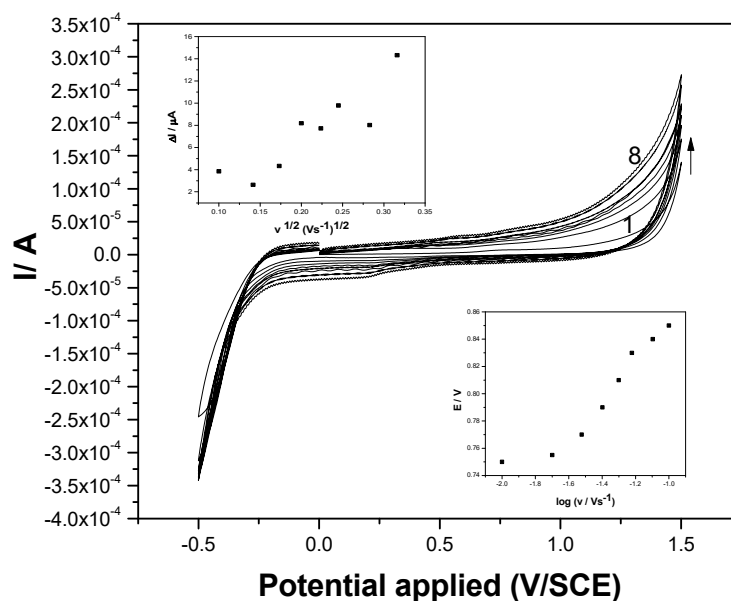 3.5x10⁻⁴
3.0x10⁻⁴
2.5x10⁻⁴
2.0x10⁻⁴
1.5x10⁻⁴
1.0x10⁻⁴
5.0x10⁻⁵
0.0
-5.0x10⁻⁵
-1.0x10⁻⁴
-1.5x10⁻⁴
-2.0x10⁻⁴
-2.5x10⁻⁴
-3.0x10⁻⁴
-3.5x10⁻⁴
-4.0x10⁻⁴
I/ A
16
14
12
10
8
6
4
2
ΔI / μA
0.10 0.15 0.20 0.25 0.30 0.35
v ¹/² (Vs⁻¹)¹/²
8
1
0.86
0.84
0.82
0.80
0.78
0.76
0.74
E / V
-2.0 -1.8 -1.6 -1.4 -1.2 -1.0
log (v / Vs⁻¹)
-0.5 0.0 0.5 1.0 1.5
Potential applied (V/SCE)